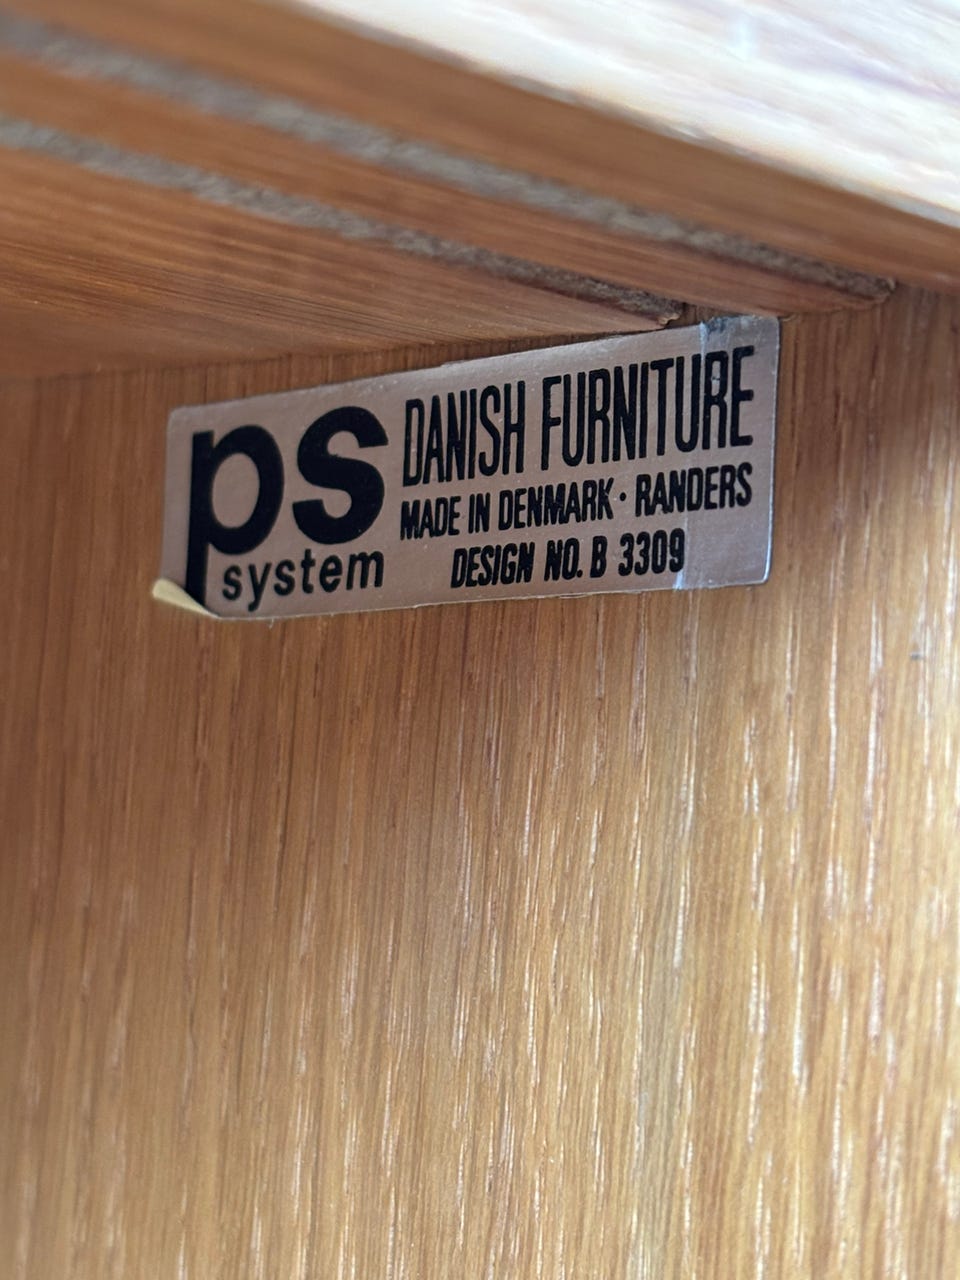 ps
system
DANISH FURNITURE
MADE IN DENMARK · RANDERS
DESIGN NO. B 3309